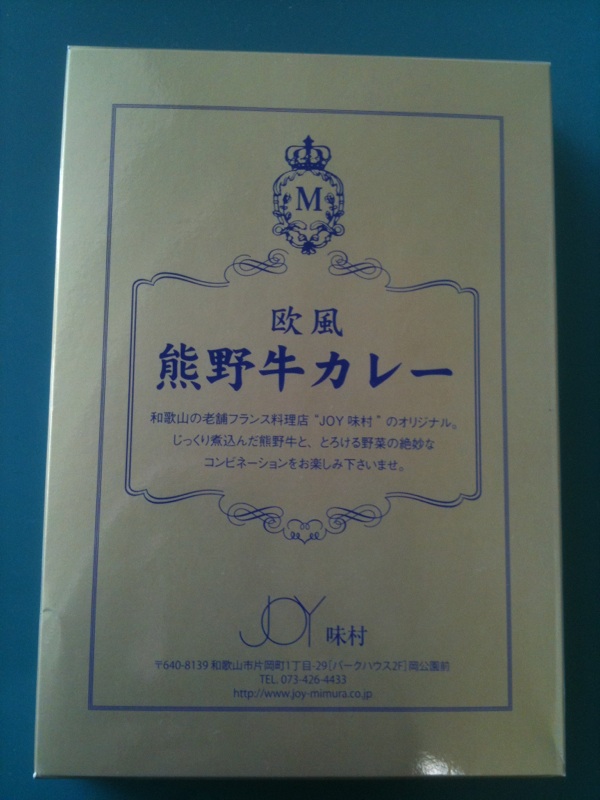 M
欧風
熊野牛カレー
和歌山の老舗フランス料理店“JOY 味村”のオリジナル。
じっくり煮込んだ熊野牛と、とろける野菜の絶妙な
コンビネーションをお楽しみ下さいませ。
JOY 味村
〒640-8139 和歌山市片岡町1丁目-29[パークハウス2F]岡公園前
TEL. 073-426-4433
http://www.joy-mimura.co.jp